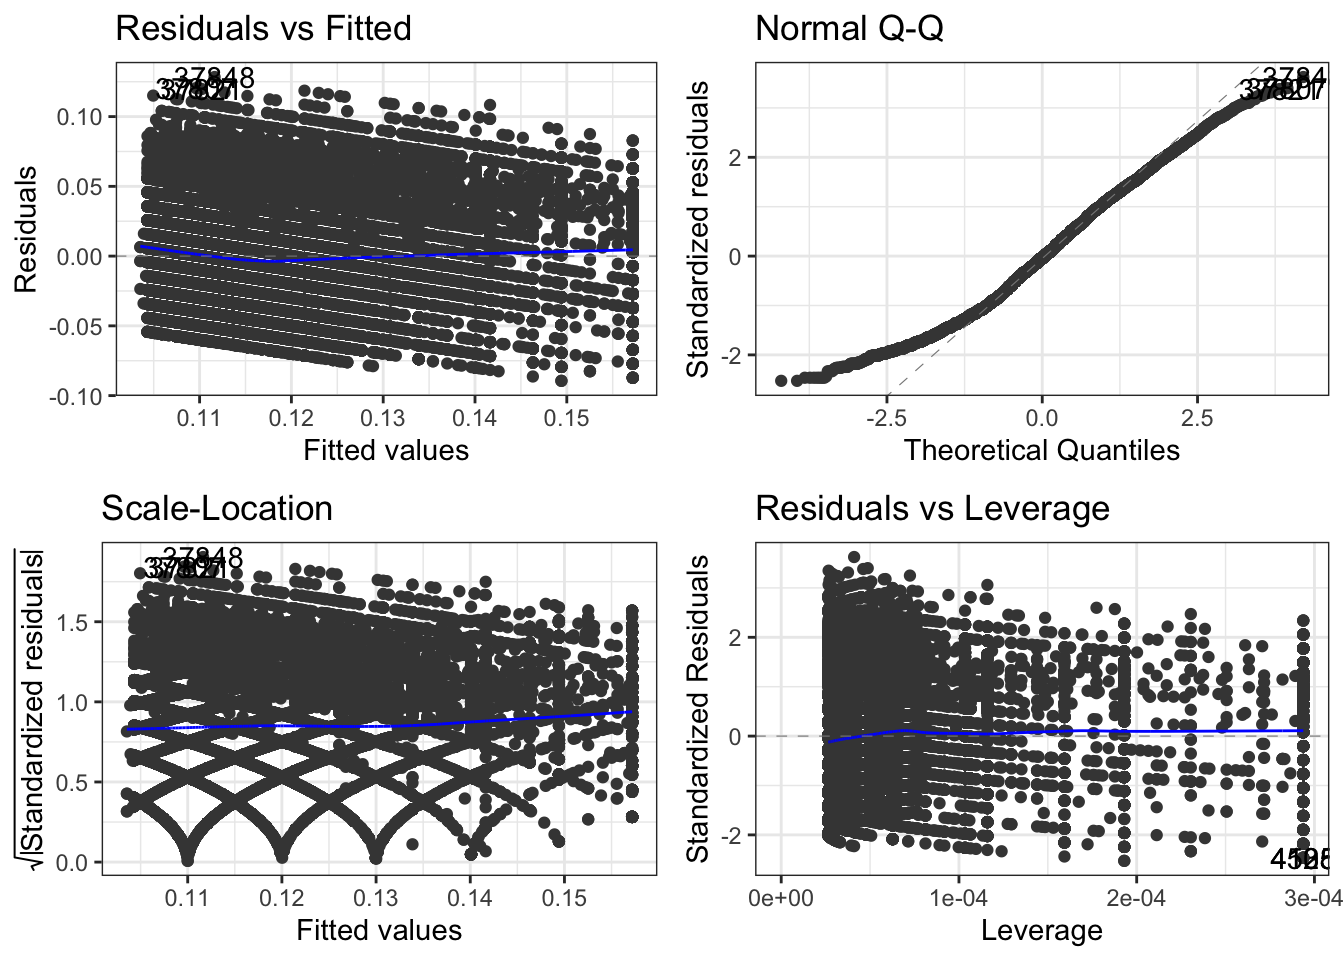 Residuals vs Fitted
37848
Residuals
0.10
0.05
0.00
-0.05
-0.10
0.11
0.12
0.13
0.14
0.15
Fitted values
Normal Q-Q
3784
Standardized residuals
2
0
-2
-2.5
0.0
2.5
Theoretical Quantiles
Scale-Location
37848
√|Standardized residuals|
1.5
1.0
0.5
0.0
0.11
0.12
0.13
0.14
0.15
Fitted values
Residuals vs Leverage
Standardized Residuals
2
0
-2
0e+00
1e-04
2e-04
3e-04
Leverage